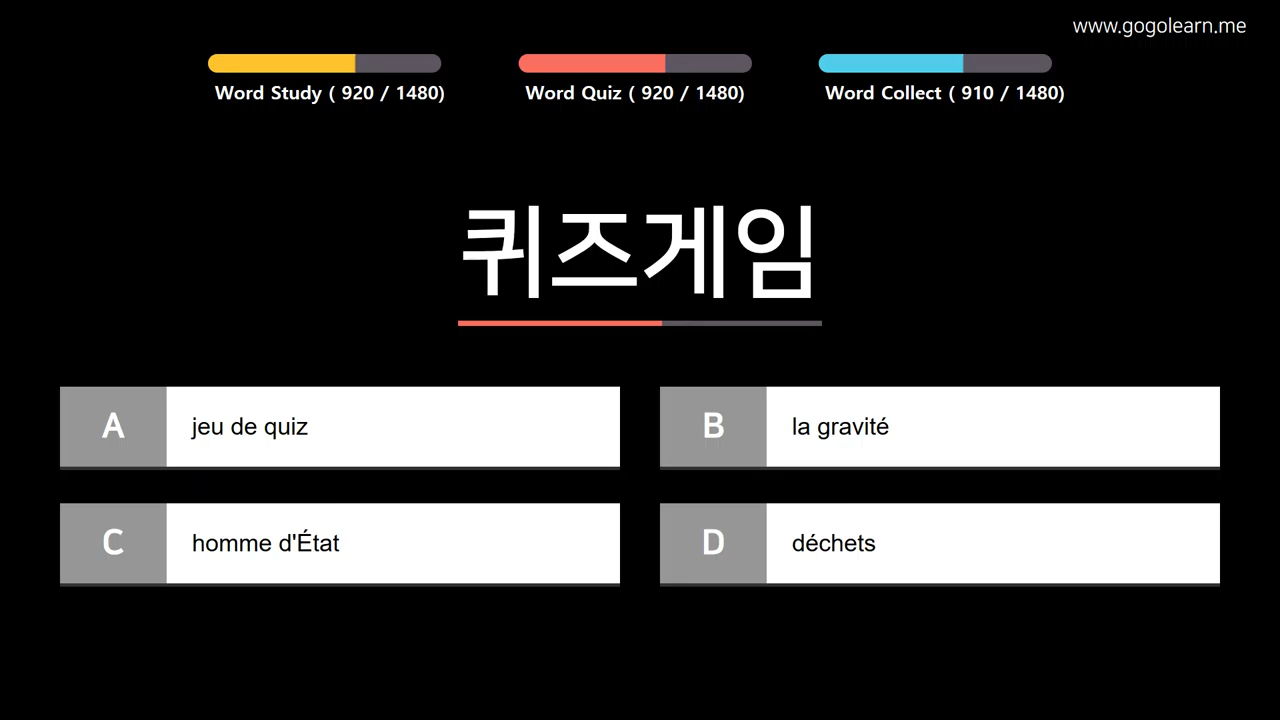 www.gogolearn.me
Word Study ( 920 / 1480)
Word Quiz ( 920 / 1480)
Word Collect ( 910 / 1480)
퀴즈게임
A
jeu de quiz
B
la gravité
C
homme d'État
D
déchets